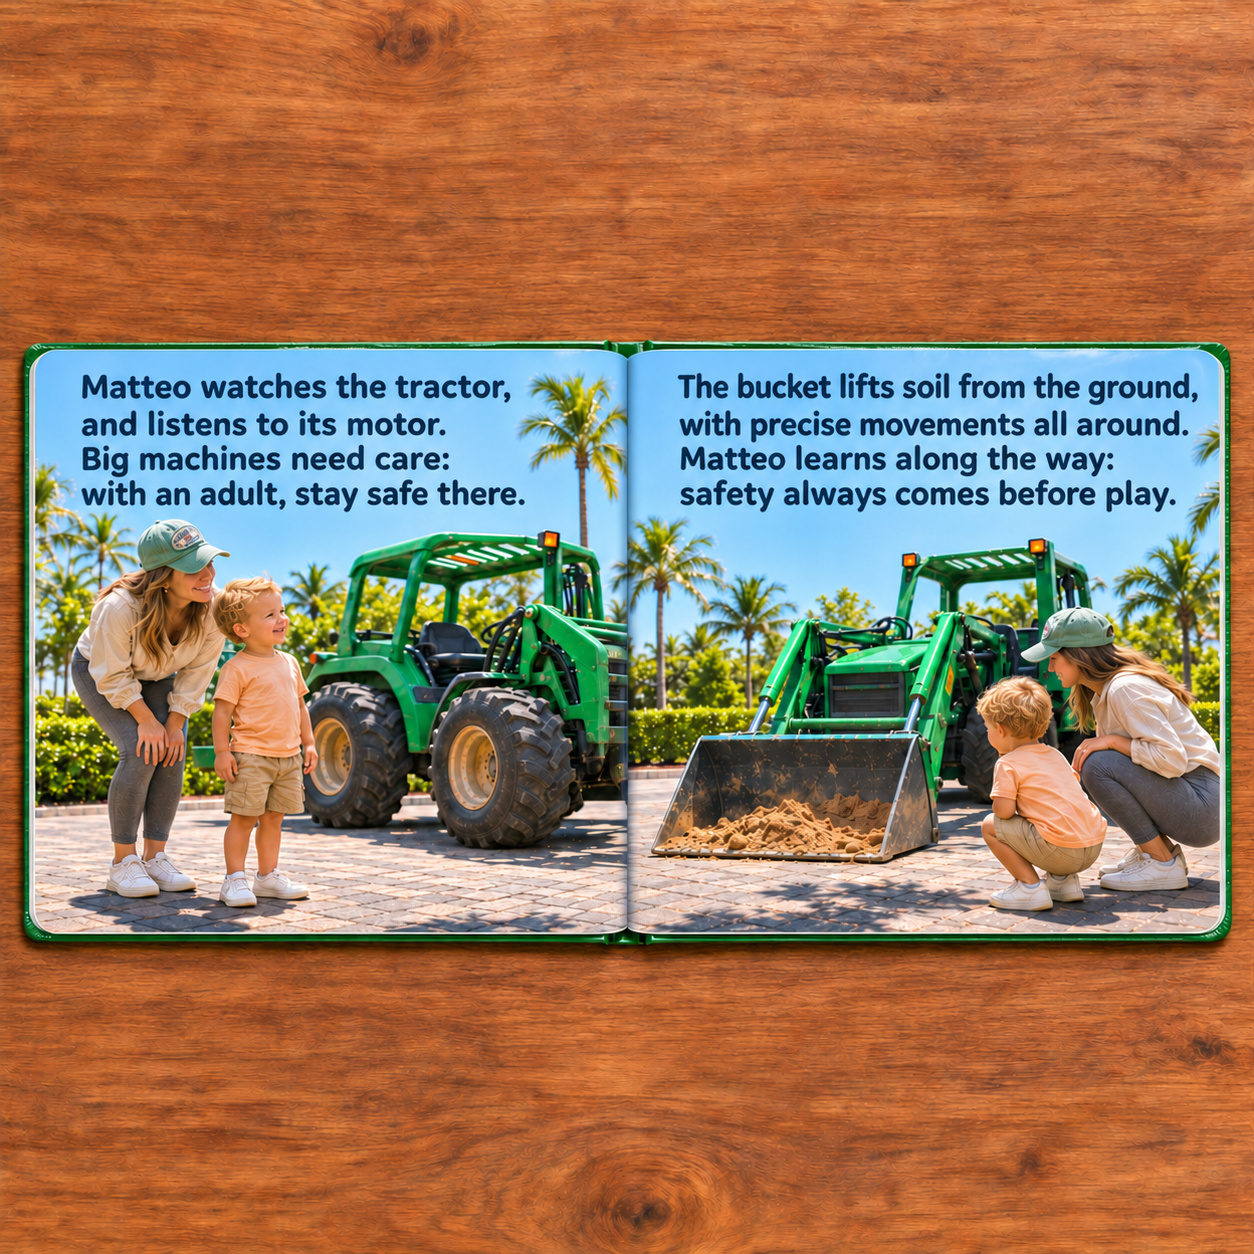 Matteo watches the tractor,
and listens to its motor.
Big machines need care:
with an adult, stay safe there.
The bucket lifts soil from the ground,
with precise movements all around.
Matteo learns along the way:
safety always comes before play.